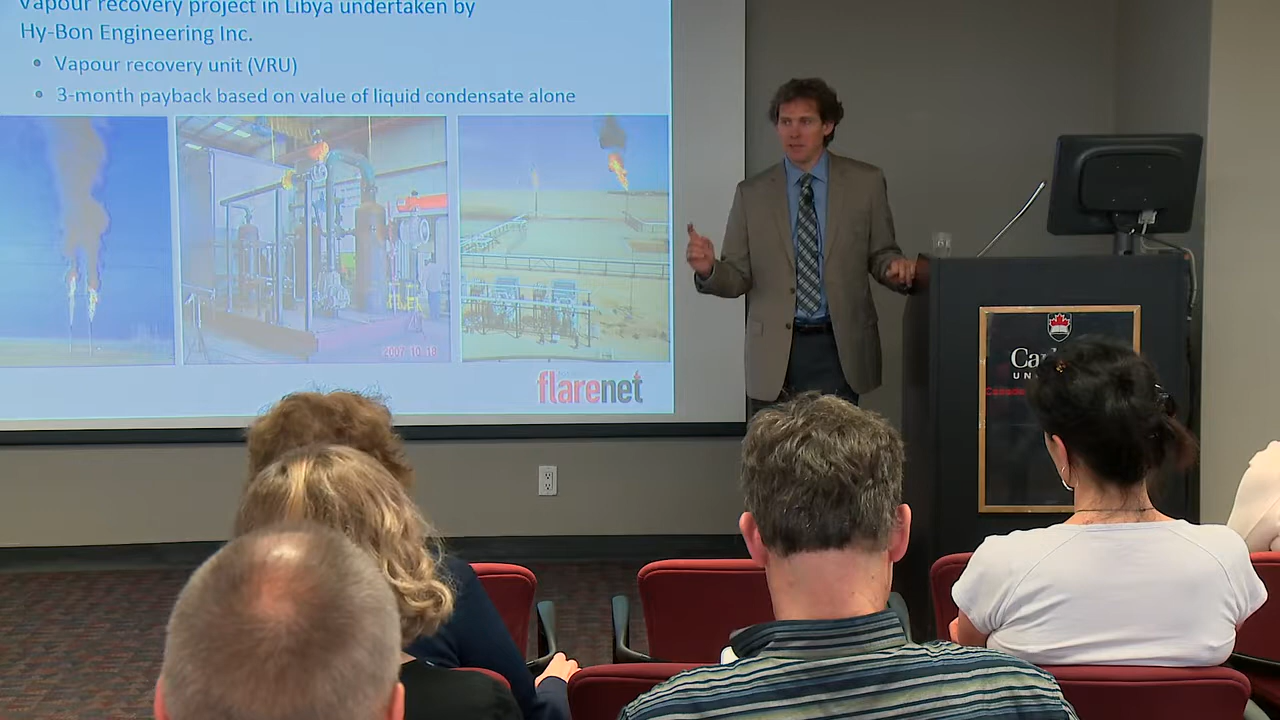 Vapour recovery project in Libya undertaken by
Hy-Bon Engineering Inc.
• Vapour recovery unit (VRU)
• 3-month payback based on value of liquid condensate alone
2007 10 18
flarenet
Canada